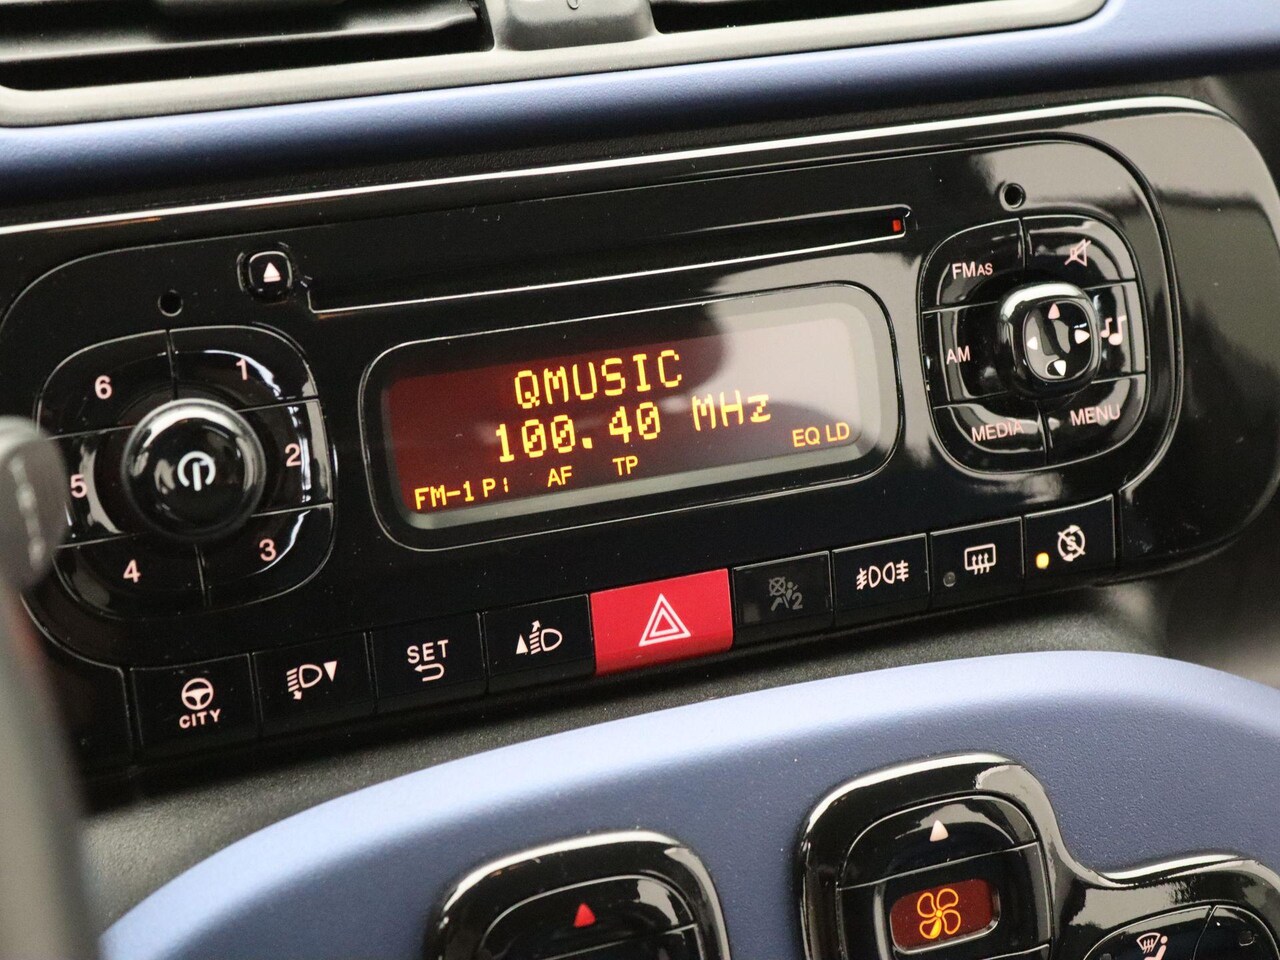 FMAS
6
1
QMUSIC
AM
100.40 MHz
5
2
MEDIA
MENU
FM-1
AF
TP
EQ LD
4
3
SET
2
CITY